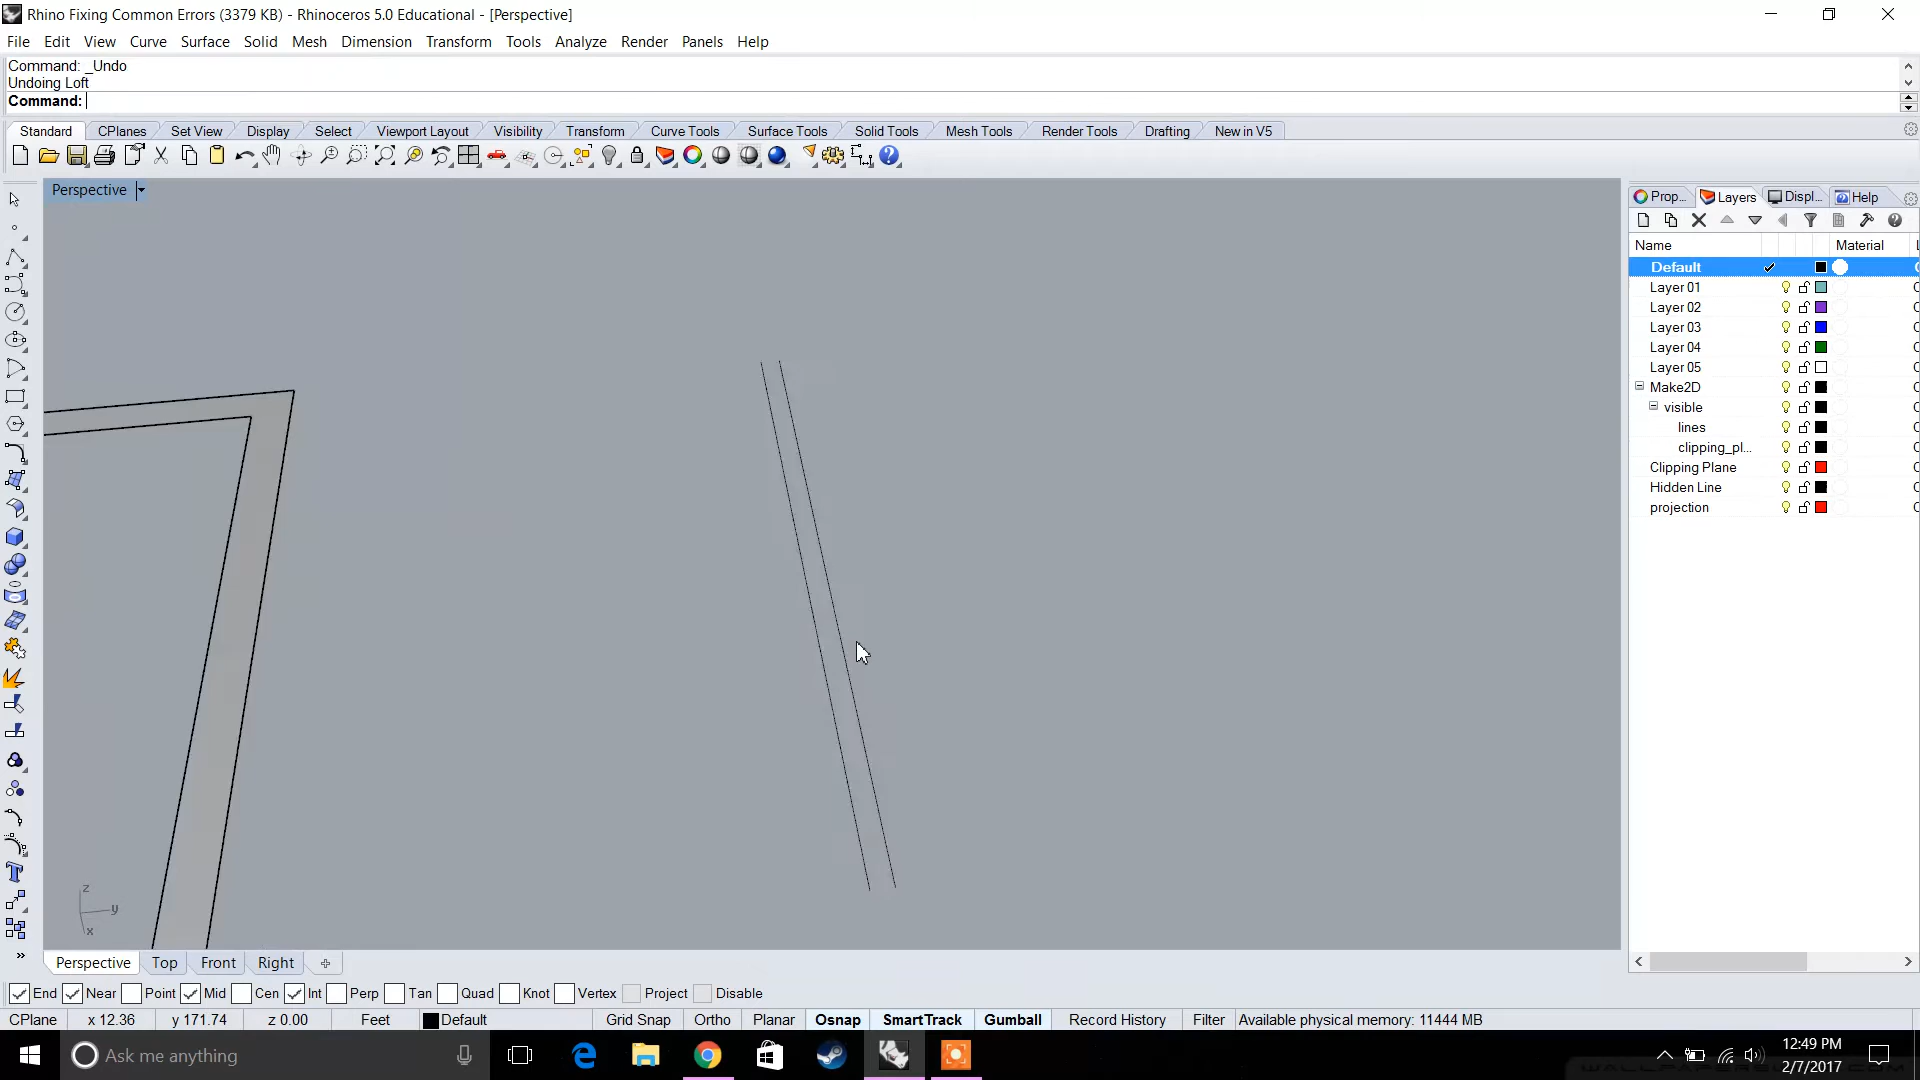 Rhino Fixing Common Errors (3379 KB) - Rhinoceros 5.0 Educational - [Perspective]
File Edit View Curve Surface Solid Mesh Dimension Transform Tools Analyze Render Panels Help
Command: _Undo
Undoing Loft
Command:
Standard CPlanes Set View Display Select Viewport Layout Visibility Transform Curve Tools Surface Tools Solid Tools Mesh Tools Render Tools Drafting New in V5
Perspective
Prop... Layers Displ... Help
Name Material
Default
Layer 01
Layer 02
Layer 03
Layer 04
Layer 05
Make2D
visible
lines
clipping_pl...
Clipping Plane
Hidden Line
projection
z
y
x
Perspective Top Front Right
End Near Point Mid Cen Int Perp Tan Quad Knot Vertex Project Disable
CPlane x 12.36 y 171.74 z 0.00 Feet Default Grid Snap Ortho Planar Osnap SmartTrack Gumball Record History Filter Available physical memory: 11444 MB
Ask me anything
12:49 PM
2/7/2017